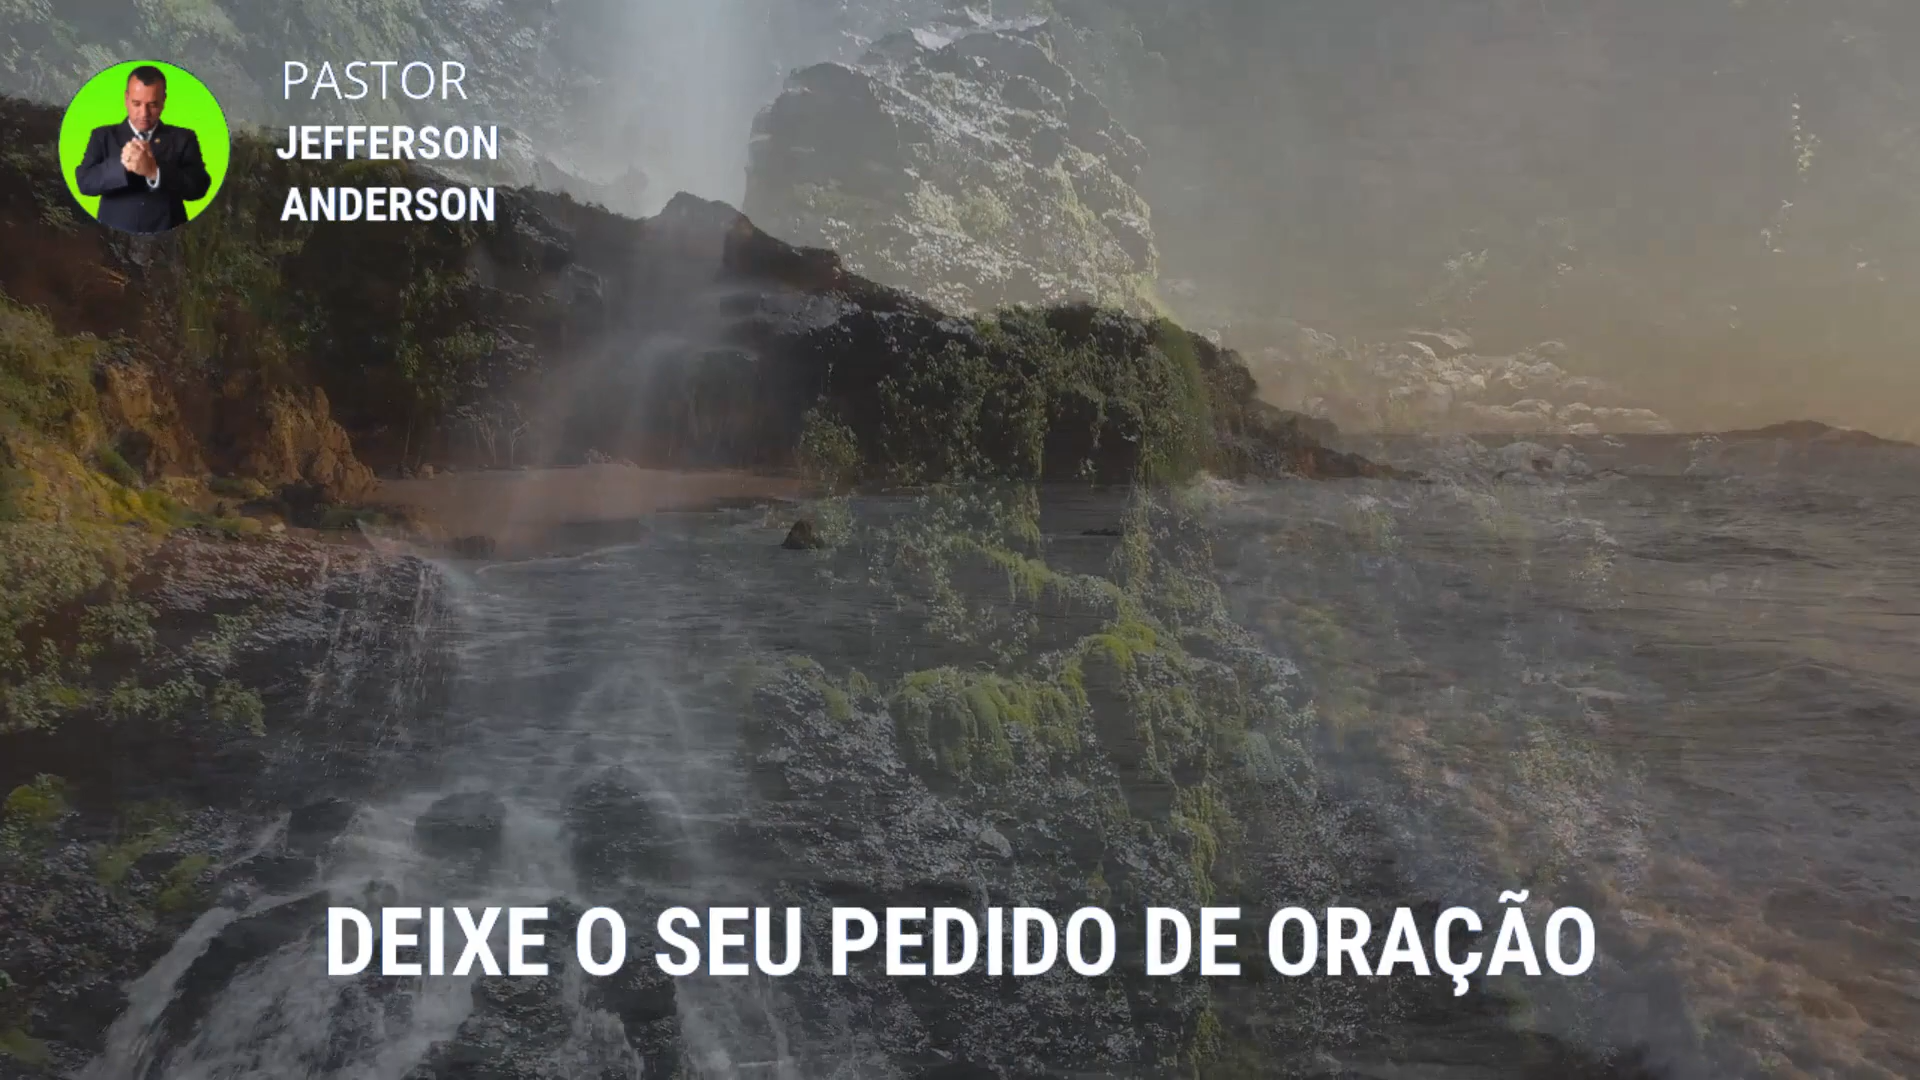 PASTOR
JEFFERSON
ANDERSON
DEIXE O SEU PEDIDO DE ORAÇÃO